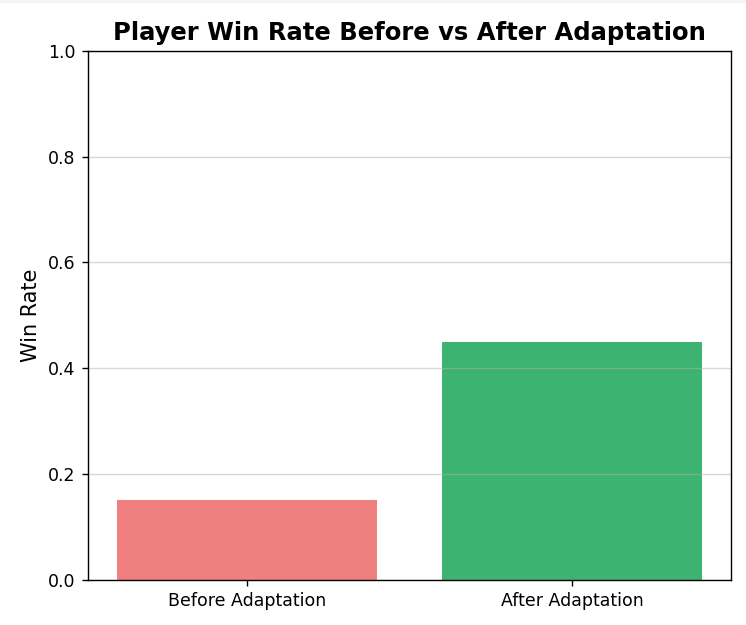 Player Win Rate Before vs After Adaptation
1.0
0.8
0.6
0.4
0.2
0.0
Win Rate
Before Adaptation
After Adaptation